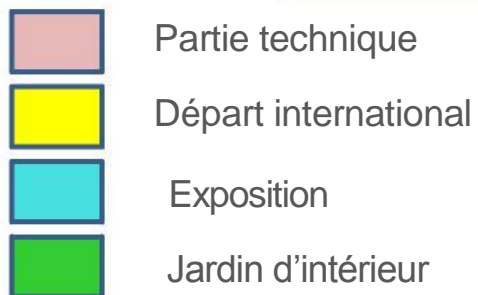 Partie technique
Départ international
Exposition
Jardin d’intérieur